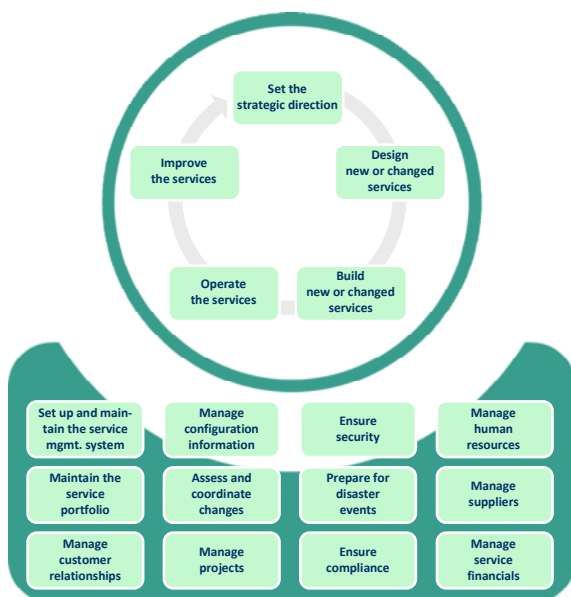 Set the
strategic direction
Improve
the services
Design
new or changed
services
Operate
the services
Build
new or changed
services
Set up and main-
tain the service
mgmt. system
Manage
configuration
information
Ensure
security
Manage
human
resources
Maintain the
service
portfolio
Assess and
coordinate
changes
Prepare for
disaster
events
Manage
suppliers
Manage
customer
relationships
Manage
projects
Ensure
compliance
Manage
service
financials